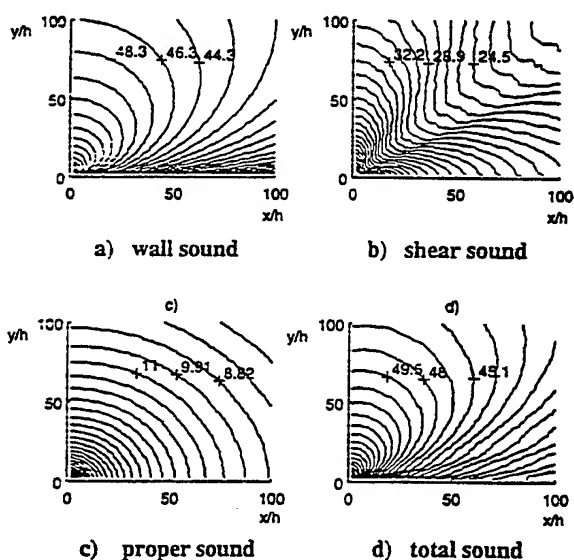 y/h 100 48.3 46.3 44.3 50 0 0 50 100 x/h
a) wall sound
y/h 100 32.2 28.9 24.5 50 0 0 50 100 x/h
b) shear sound
c)
y/h 100 11 9.91 8.82 50 0 0 50 100 x/h
c) proper sound
d)
y/h 100 49.5 48 45.1 50 0 0 50 100 x/h
d) total sound